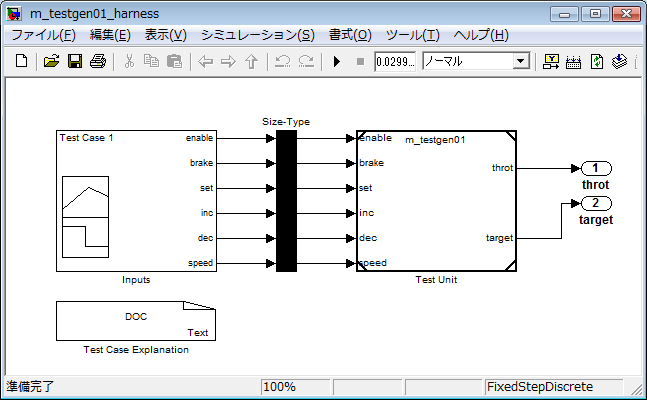 m_testgen01_harness
ファイル(F) 編集(E) 表示(V) シミュレーション(S) 書式(O) ツール(T) ヘルプ(H)
0.0299... ノーマル
Size-Type
Test Case 1
enable
enable
m_testgen01
brake
brake
throt
1
throt
set
set
2
target
inc
inc
dec
dec
target
speed
speed
Inputs
Test Unit
DOC
Text
Test Case Explanation
準備完了 100% FixedStepDiscrete